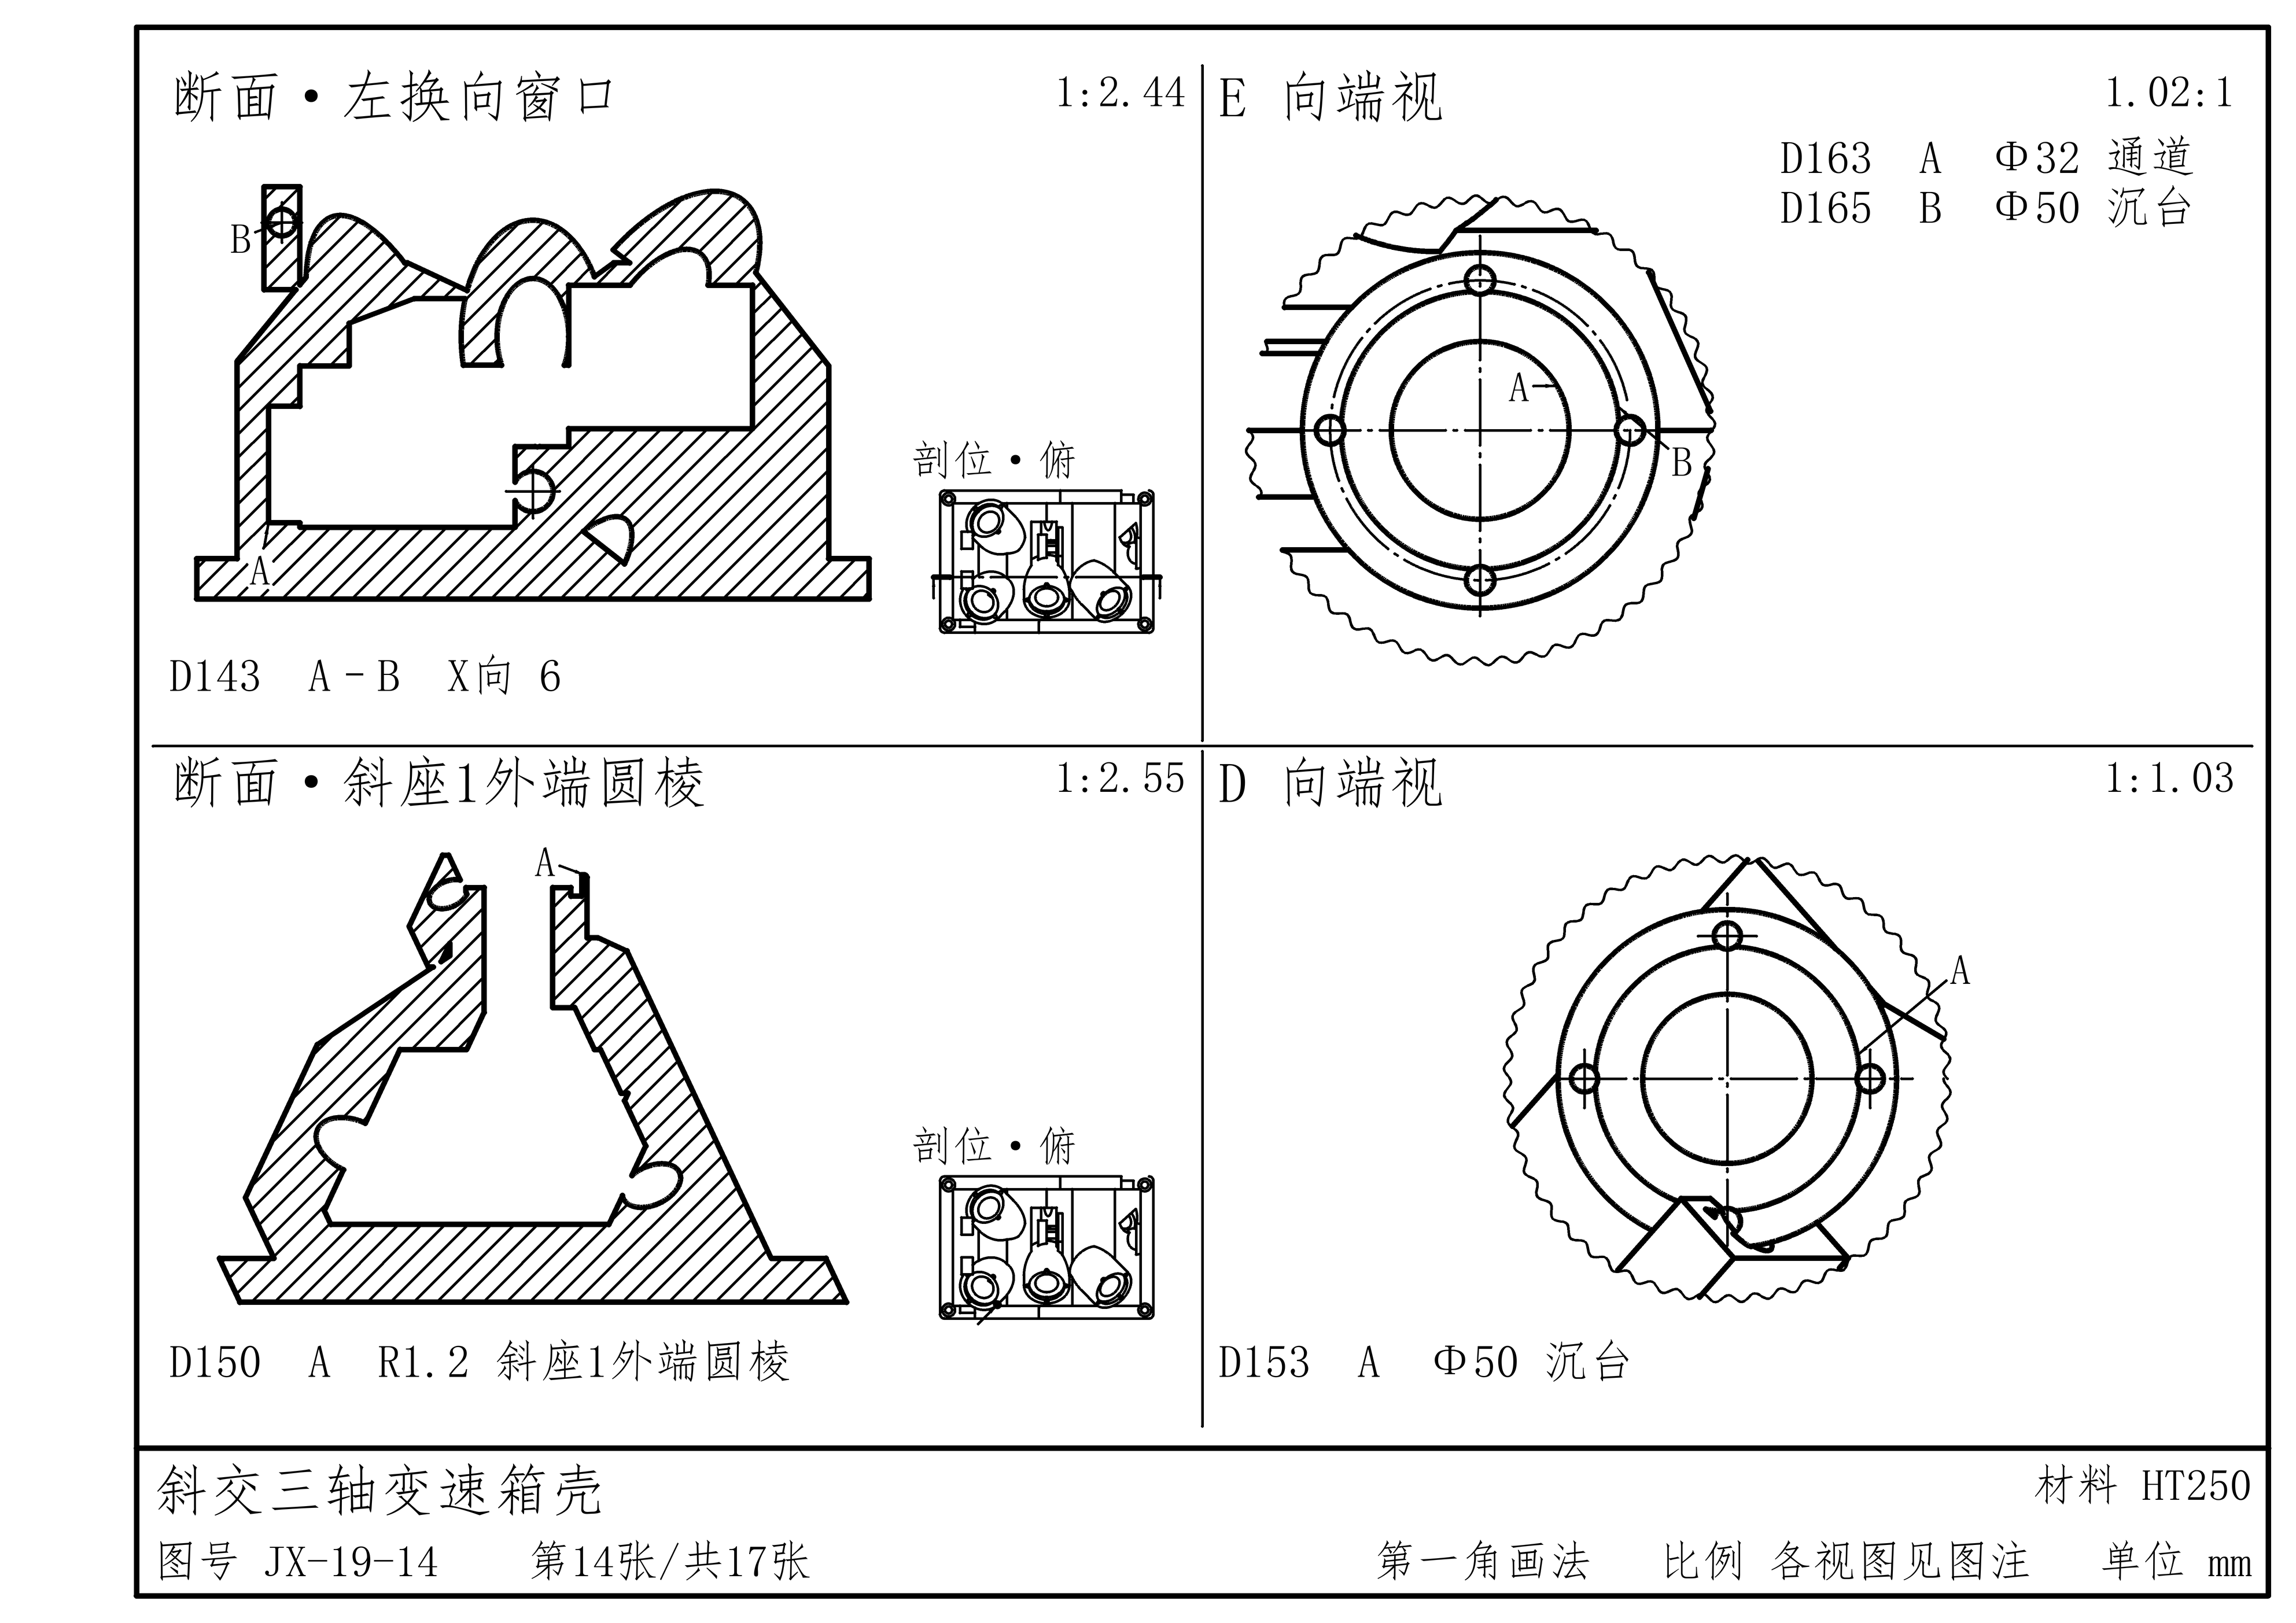 断面·左换向窗口 1:2.44
B
A
剖位·俯
D143 A-B X向 6
E 向端视 1.02:1
D163 A Φ32 通道
D165 B Φ50 沉台
A
B
断面·斜座1外端圆棱 1:2.55
A
剖位·俯
D150 A R1.2 斜座1外端圆棱
D 向端视 1:1.03
A
D153 A Φ50 沉台
斜交三轴变速箱壳 材料 HT250
图号 JX-19-14 第14张/共17张 第一角画法 比例 各视图见图注 单位 mm